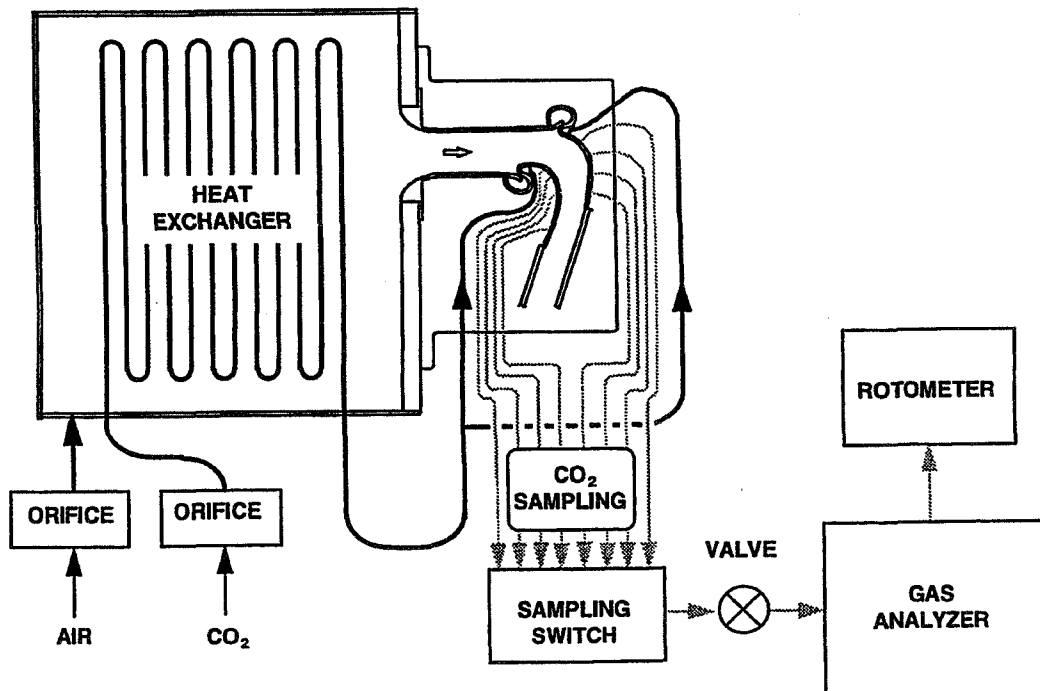 HEAT
EXCHANGER
ROTOMETER
CO₂
SAMPLING
ORIFICE
ORIFICE
VALVE
SAMPLING
SWITCH
GAS
ANALYZER
AIR
CO₂